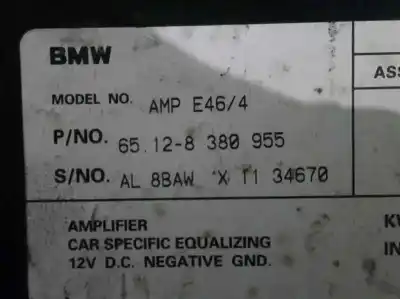 BMW
MODEL NO. AMP E46/4
P/NO. 65.12-8 380 955
S/NO. AL 8BAW X T1 34670
ASS
AMPLIFIER
CAR SPECIFIC EQUALIZING
12V D.C. NEGATIVE GND.
K
IN